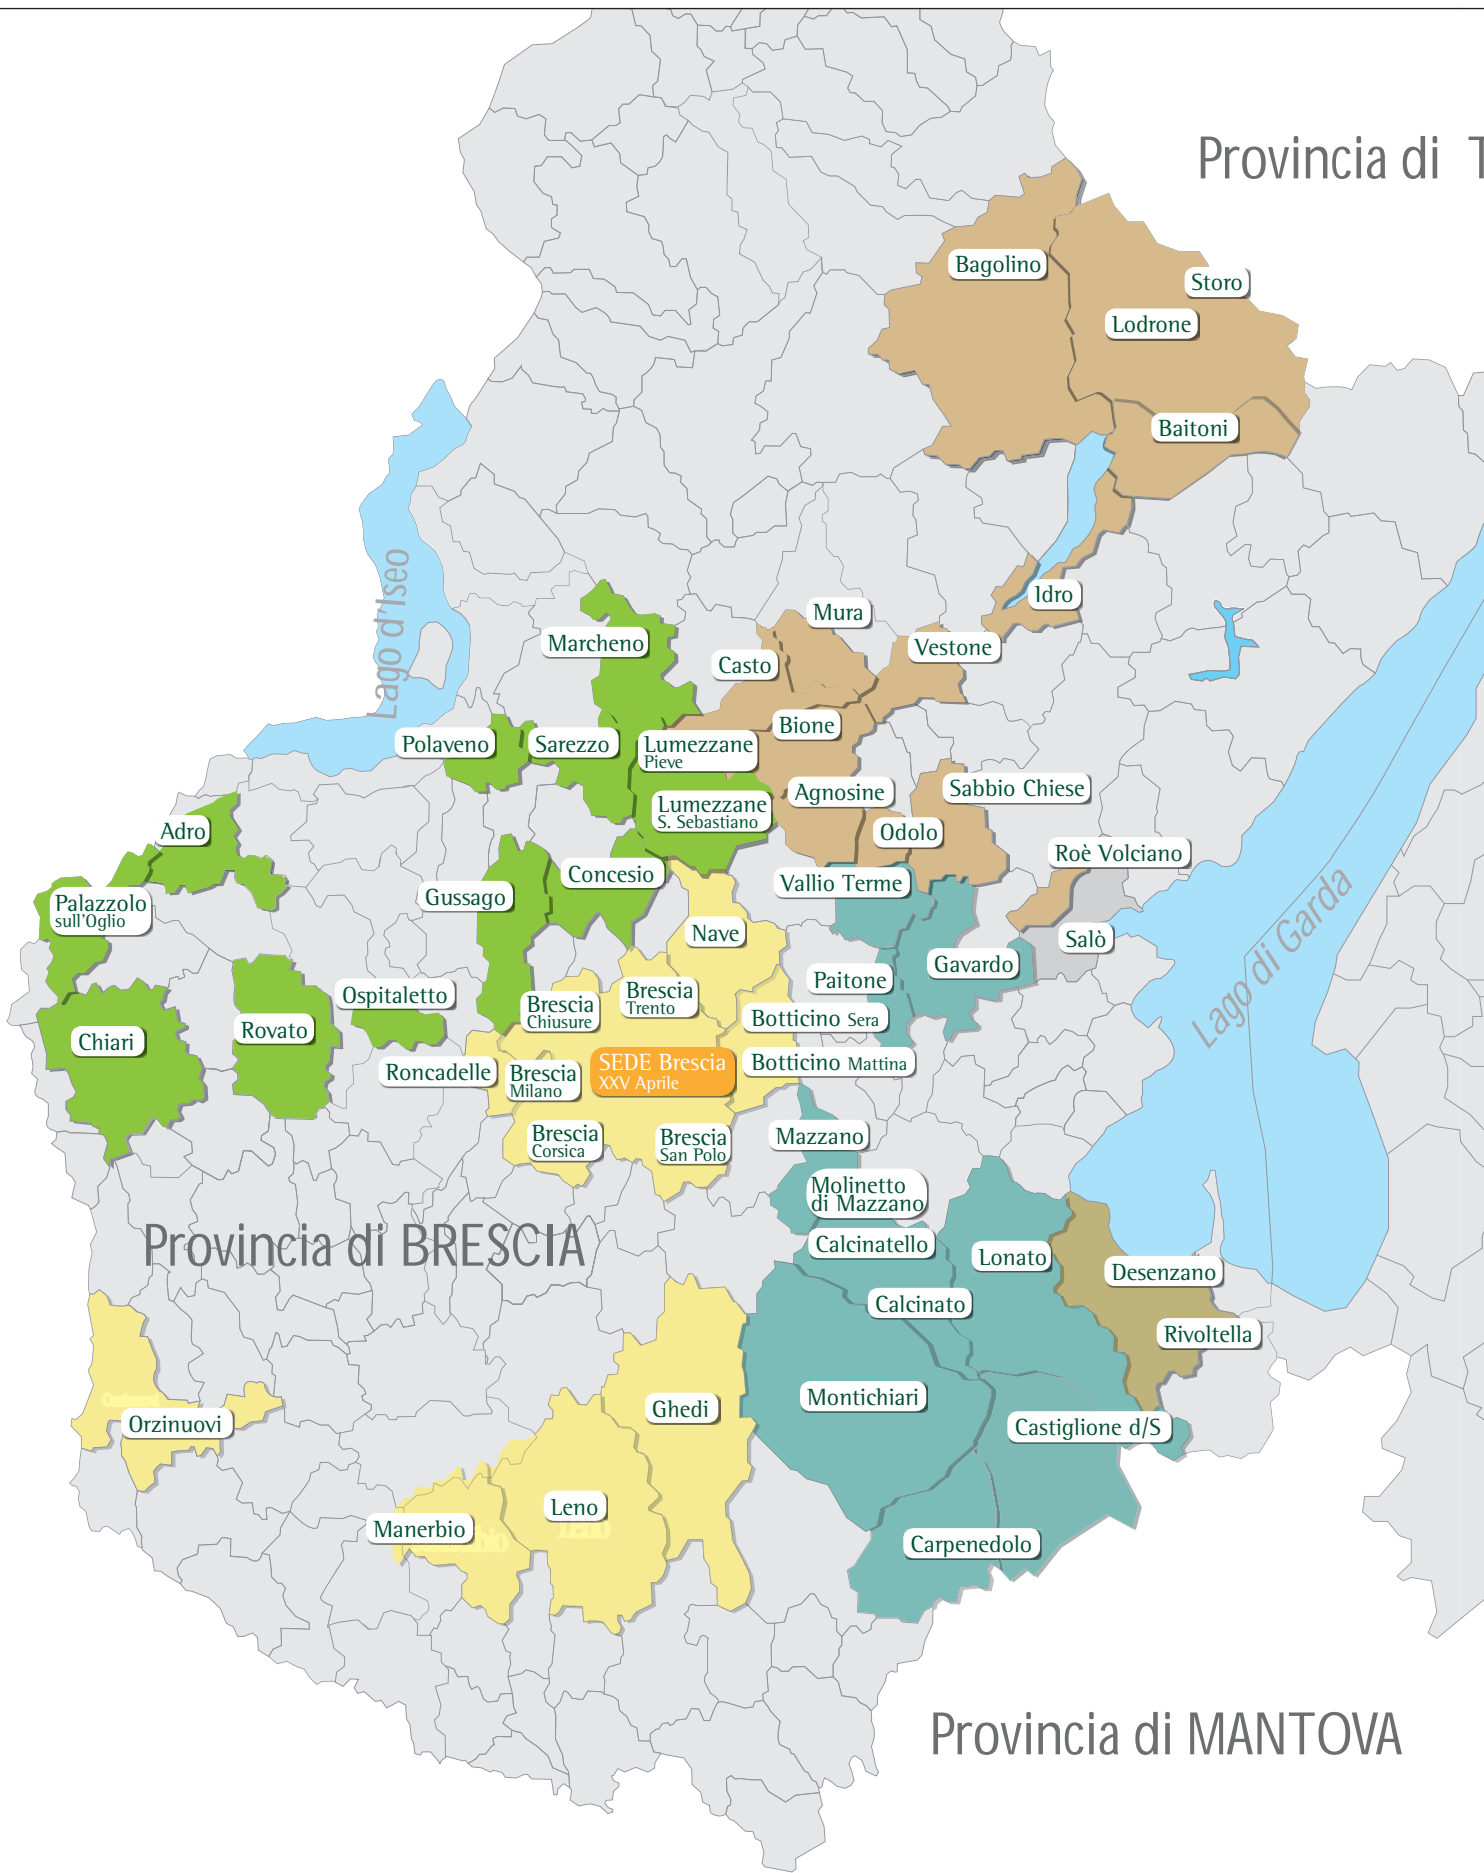 Provincia di T
Bagolino
Storo
Lodrone
Baitoni
Lago d'Iseo
Idro
Mura
Marcheno
Vestone
Casto
Bione
Polaveno
Sarezzo
Lumezzane
Pieve
Agnosine
Sabbio Chiese
Lumezzane
S. Sebastiano
Adro
Odolo
Roè Volciano
Concesio
Vallio Terme
Gussago
Palazzolo
sull'Oglio
Nave
Salò
Lago di Garda
Gavardo
Paitone
Ospitaletto
Brescia
Trento
Brescia
Chiusure
Botticino Sera
Rovato
Chiari
SEDE Brescia
XXV Aprile
Botticino Mattina
Roncadelle
Brescia
Milano
Brescia
Corsica
Brescia
San Polo
Mazzano
Molinetto
di Mazzano
Provincia di BRESCIA
Calcinatello
Lonato
Desenzano
Calcinato
Rivoltella
Montichiari
Ghedi
Orzinuovi
Castiglione d/S
Leno
Manerbio
Carpenedolo
Provincia di MANTOVA